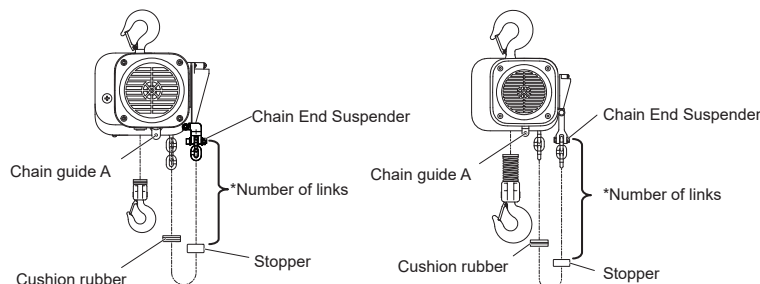 Chain End Suspender
Chain guide A
*Number of links
Stopper
Cushion rubber
Chain End Suspender
Chain guide A
*Number of links
Cushion rubber
Stopper